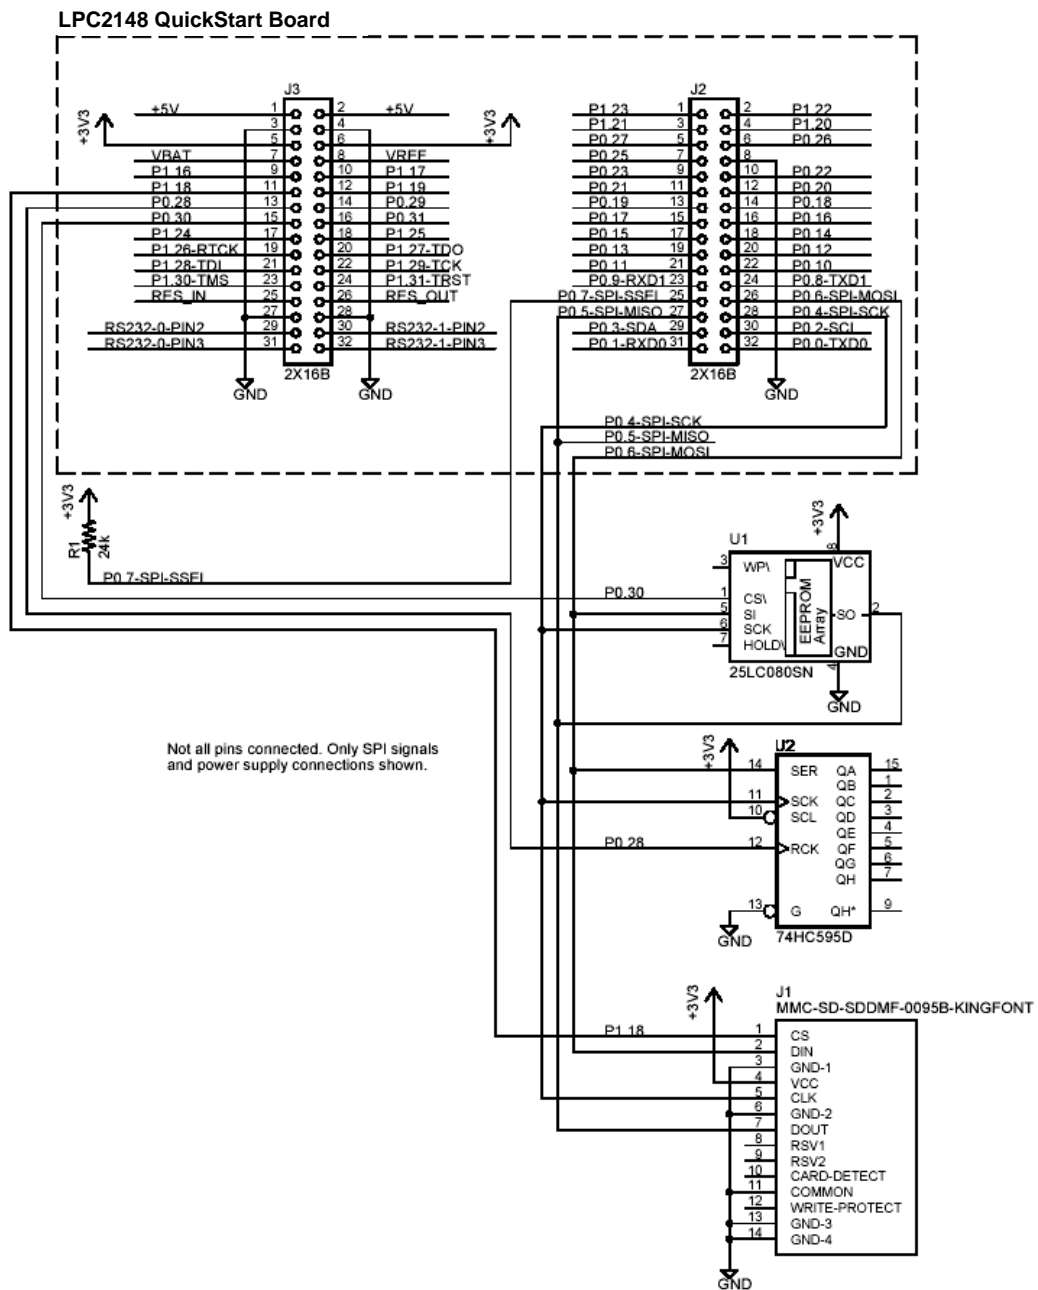 LPC2148 QuickStart Board
J3
J2
+3V3
+5V 1 2 +5V
3 4
5 6
+3V3
VBAT 7 8 VREF
P1.16 9 10 P1.17
P1.18 11 12 P1.19
P0.28 13 14 P0.29
P0.30 15 16 P0.31
P1.24 17 18 P1.25
P1.26-RTCK 19 20 P1.27-TDO
P1.28-TDI 21 22 P1.29-TCK
P1.30-TMS 23 24 P1.31-TRST
RES_IN 25 26 RES_OUT
27 28
RS232-0-PIN2 29 30 RS232-1-PIN2
RS232-0-PIN3 31 32 RS232-1-PIN3
2X16B
GND
GND
P1.23 1 2 P1.22
P1.21 3 4 P1.20
P0.27 5 6 P0.26
P0.25 7 8
P0.23 9 10 P0.22
P0.21 11 12 P0.20
P0.19 13 14 P0.18
P0.17 15 16 P0.16
P0.15 17 18 P0.14
P0.13 19 20 P0.12
P0.11 21 22 P0.10
P0.9-RXD1 23 24 P0.8-TXD1
P0.7-SPI-SSEL 25 26 P0.6-SPI-MOSI
P0.5-SPI-MISO 27 28 P0.4-SPI-SCK
P0.3-SDA 29 30 P0.2-SCL
P0.1-RXD0 31 32 P0.0-TXD0
2X16B
GND
P0.4-SPI-SCK
P0.5-SPI-MISO
P0.6-SPI-MOSI
+3V3
R1
24k
P0.7-SPI-SSEL
+3V3
U1
8
VCC
3 WP\
P0.30 1 CS\
5 SI
6 SCK
7 HOLD\
EEPROM
Array
SO 2
GND
4
25LC080SN
GND
Not all pins connected. Only SPI signals
and power supply connections shown.
+3V3
U2
14 SER QA 15
QB 1
11 SCK QC 2
10 SCL QD 3
QE 4
P0.28 12 RCK QF 5
QG 6
QH 7
13 G QH* 9
74HC595D
GND
+3V3
J1
MMC-SD-SDDMF-0095B-KINGFONT
P1.18 1 CS
2 DIN
3 GND-1
4 VCC
5 CLK
6 GND-2
7 DOUT
8 RSV1
9 RSV2
10 CARD-DETECT
11 COMMON
12 WRITE-PROTECT
13 GND-3
14 GND-4
GND